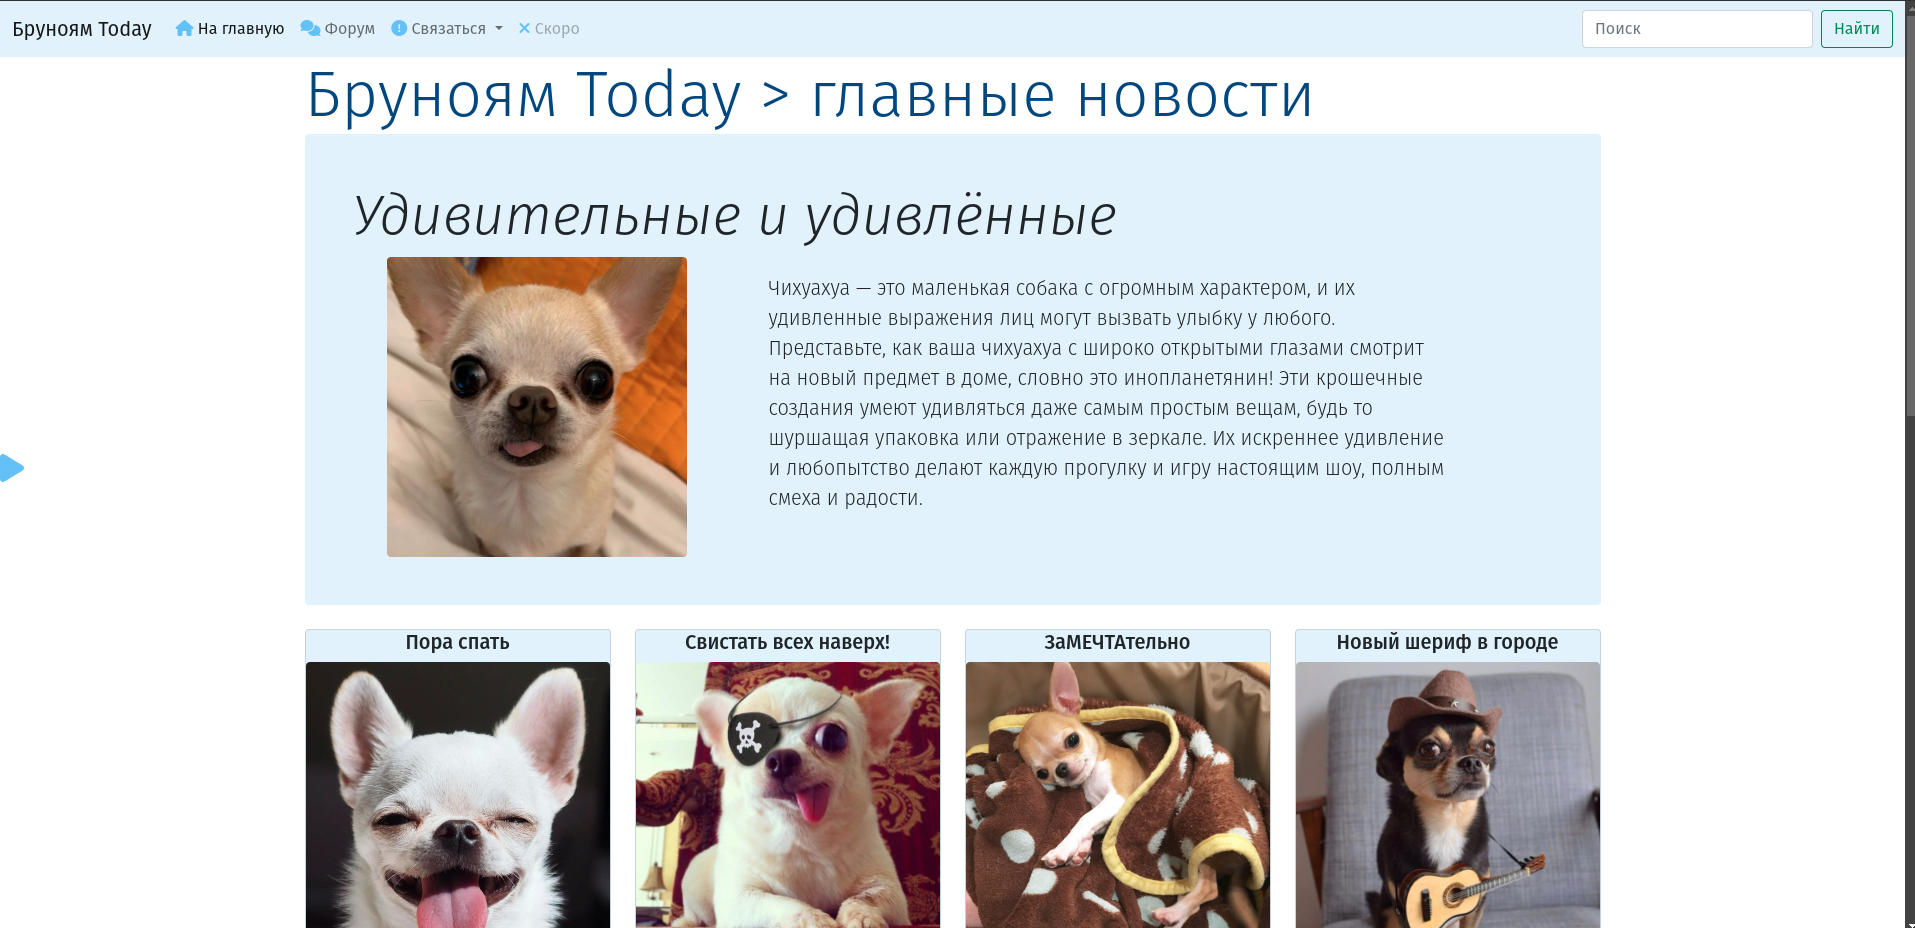 Бруноям Today
На главную
Форум
Связаться
Скоро
Поиск
Найти
Бруноям Today > главные новости
Удивительные и удивлённые
Чихуахуа — это маленькая собака с огромным характером, и их
удивленные выражения лиц могут вызвать улыбку у любого.
Представьте, как ваша чихуахуа с широко открытыми глазами смотрит
на новый предмет в доме, словно это инопланетянин! Эти крошечные
создания умеют удивляться даже самым простым вещам, будь то
шуршащая упаковка или отражение в зеркале. Их искреннее удивление
и любопытство делают каждую прогулку и игру настоящим шоу, полным
смеха и радости.
Пора спать
Свистать всех наверх!
ЗаМЕЧТАтельно
Новый шериф в городе